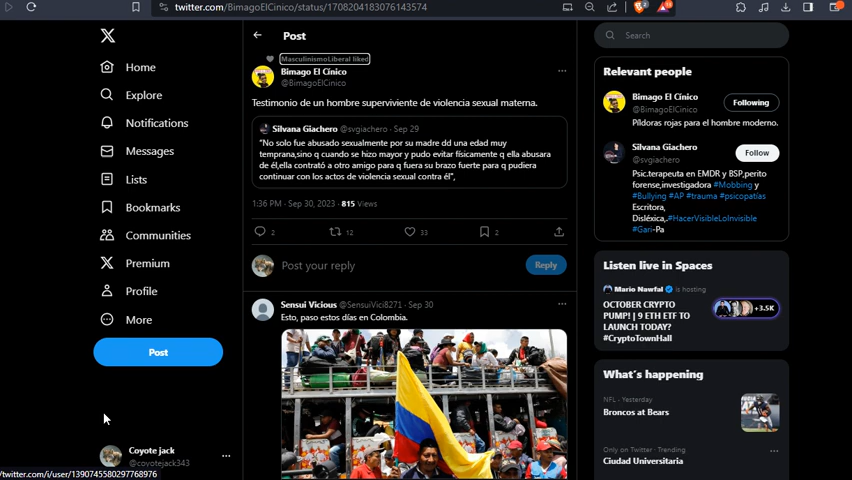 twitter.com/BimagoElCinico/status/1708204183076143574
Home
Explore
Notifications
Messages
Lists
Bookmarks
Communities
Premium
Profile
More
Post
Coyote jack
@coyotejack343
/twitter.com/i/user/1390745580297768976
Post
MasculinismoLiberal liked
Bimago El Cínico
@BimagoElCinico
Testimonio de un hombre superviviente de violencia sexual materna.
Silvana Giachero @svgiachero · Sep 29
"No solo fue abusado sexualmente por su madre dd una edad muy
temprana,sino q cuando se hizo mayor y pudo evitar físicamente q ella abusara
de él,ella contrató a otro amigo para q fuera su brazo fuerte para q pudiera
continuar con los actos de violencia sexual contra él",
1:36 PM · Sep 30, 2023 · 815 Views
2 12 33 2
Post your reply
Reply
Sensui Vicious @SensuiVici8271 · Sep 30
Esto, paso estos días en Colombia.
Search
Relevant people
Bimago El Cínico
@BimagoElCinico
Following
Píldoras rojas para el hombre moderno.
Silvana Giachero
@svgiachero
Follow
Psic.terapeuta en EMDR y BSP,perito
forense,investigadora #Mobbing y
#Bullying #AP #trauma #psicopatías
Escritora,
Disléxica,.#HacerVisibleLoInvisible
#Gari-Pa
Listen live in Spaces
Mario Nawfal is hosting
OCTOBER CRYPTO
PUMP! | 9 ETH ETF TO
LAUNCH TODAY?
#CryptoTownHall
+3.5K
What's happening
NFL · Yesterday
Broncos at Bears
Only on Twitter · Trending
Ciudad Universitaria